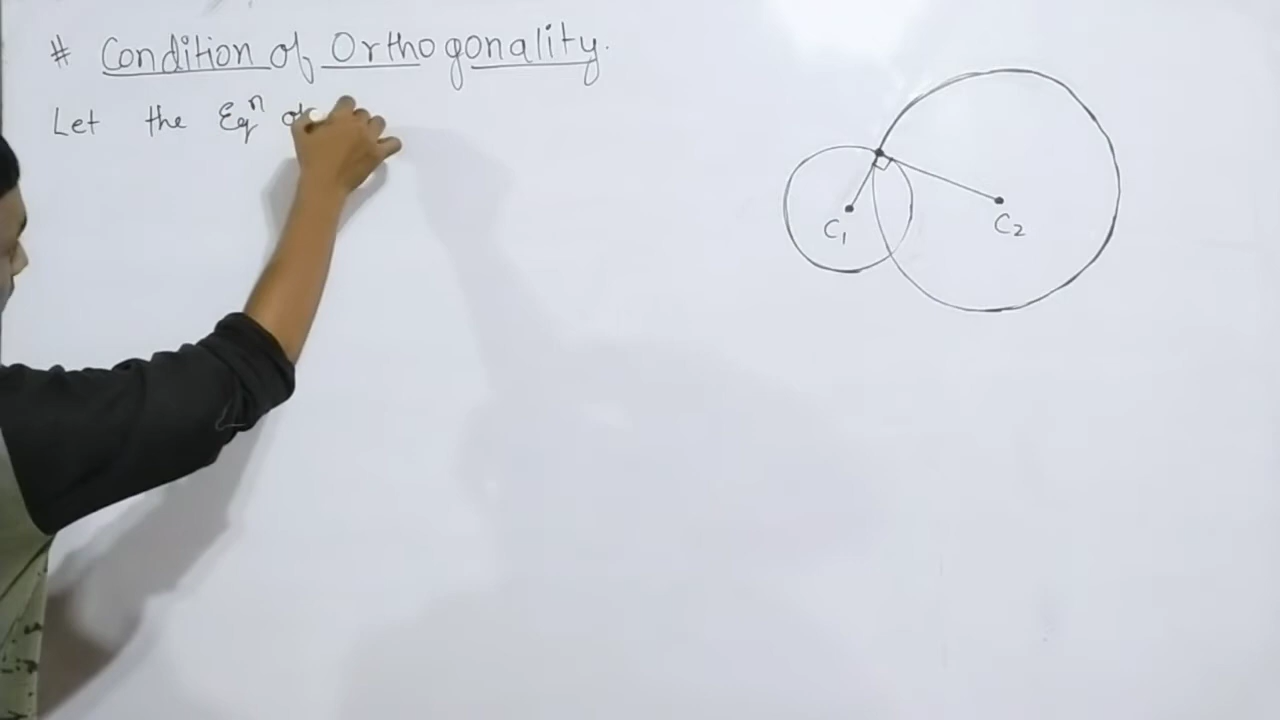 # Condition of Orthogonality.
Let the Eqⁿ of
C₁
C₂